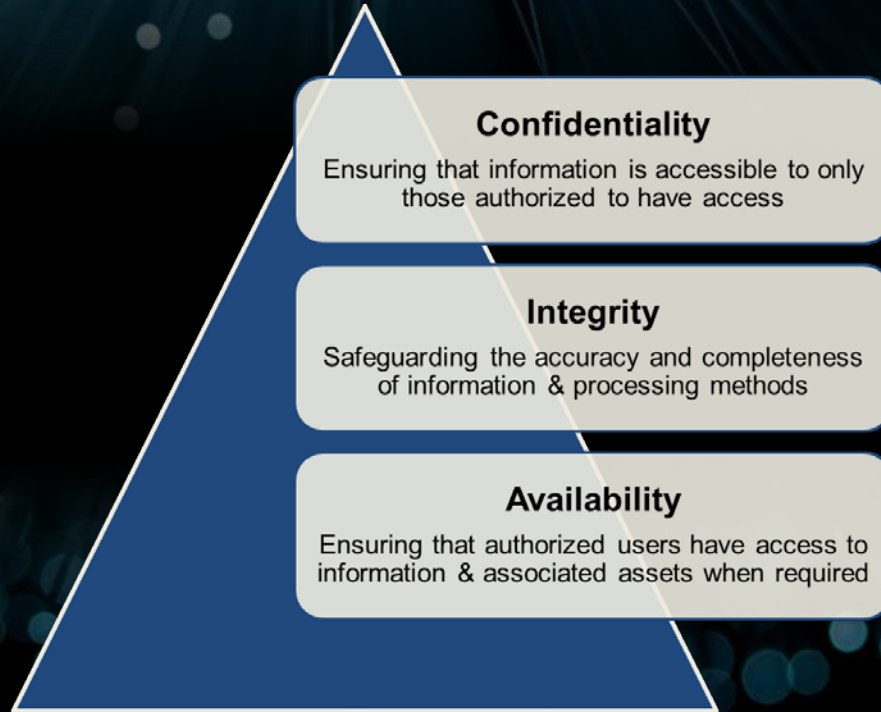 Confidentiality
Ensuring that information is accessible to only
those authorized to have access
Integrity
Safeguarding the accuracy and completeness
of information & processing methods
Availability
Ensuring that authorized users have access to
information & associated assets when required